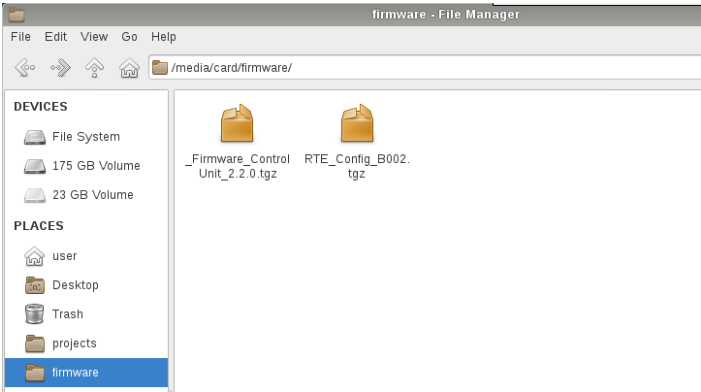 firmware - File Manager
File Edit View Go Help
/media/card/firmware/
DEVICES
File System
175 GB Volume
23 GB Volume
PLACES
user
Desktop
Trash
projects
firmware
_Firmware_Control
Unit_2.2.0.tgz
RTE_Config_B002.
tgz